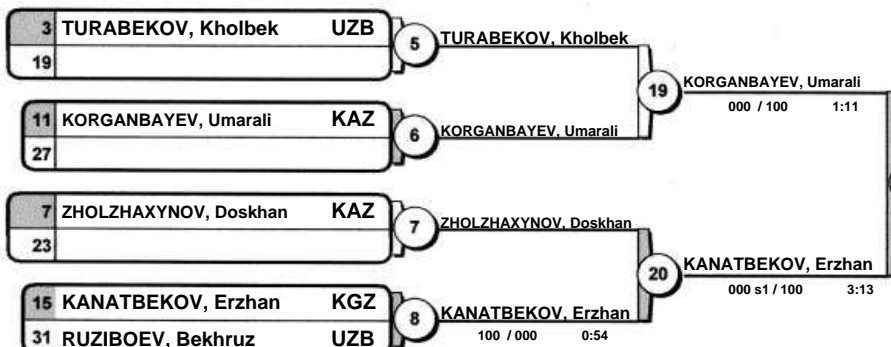 3 TURABEKOV, Kholbek UZB
19
5
TURABEKOV, Kholbek
11 KORGANBAYEV, Umarali KAZ
27
6
KORGANBAYEV, Umarali
19
KORGANBAYEV, Umarali
000 / 100 1:11
7 ZHOLZHAXYNOV, Doskhan KAZ
23
7
ZHOLZHAXYNOV, Doskhan
15 KANATBEKOV, Erzhan KGZ
31 RUZIBOEV, Bekhruz UZB
8
KANATBEKOV, Erzhan
100 / 000 0:54
20
KANATBEKOV, Erzhan
000 s1 / 100 3:13